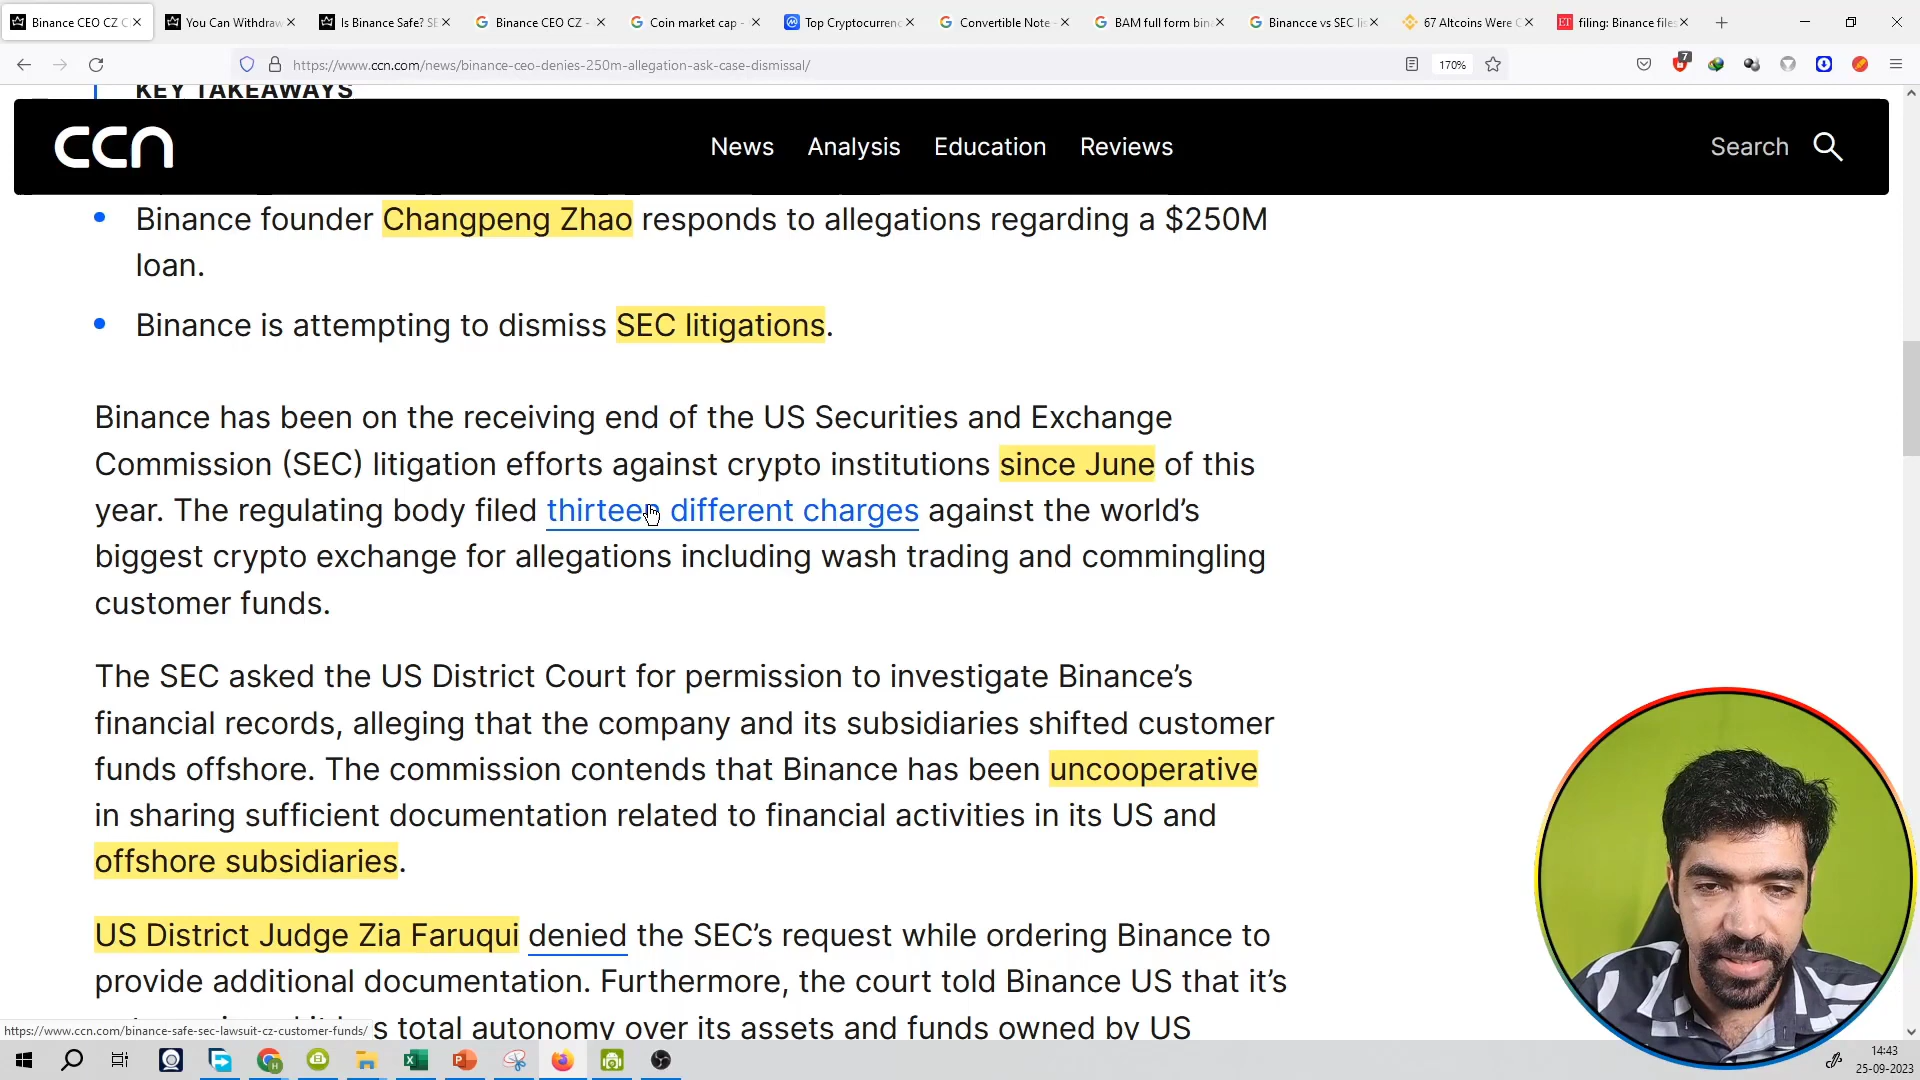 Binance CEO CZ C
You Can Withdraw
Is Binance Safe? SE
Binance CEO CZ -
Coin market cap -
Top Cryptocurrenc
Convertible Note -
BAM full form bin
Binancce vs SEC lis
67 Altcoins Were C
ET
filing: Binance files
https://www.ccn.com/news/binance-ceo-denies-250m-allegation-ask-case-dismissal/
170%
7
KEY TAKEAWAYS
ccn
News
Analysis
Education
Reviews
Search
Binance founder Changpeng Zhao responds to allegations regarding a $250M
loan.
Binance is attempting to dismiss SEC litigations.
Binance has been on the receiving end of the US Securities and Exchange
Commission (SEC) litigation efforts against crypto institutions since June of this
year. The regulating body filed thirteen different charges against the world’s
biggest crypto exchange for allegations including wash trading and commingling
customer funds.
The SEC asked the US District Court for permission to investigate Binance’s
financial records, alleging that the company and its subsidiaries shifted customer
funds offshore. The commission contends that Binance has been uncooperative
in sharing sufficient documentation related to financial activities in its US and
offshore subsidiaries.
US District Judge Zia Faruqui denied the SEC’s request while ordering Binance to
provide additional documentation. Furthermore, the court told Binance US that it’s
s total autonomy over its assets and funds owned by US
https://www.ccn.com/binance-safe-sec-lawsuit-cz-customer-funds/
14:43
25-09-2023